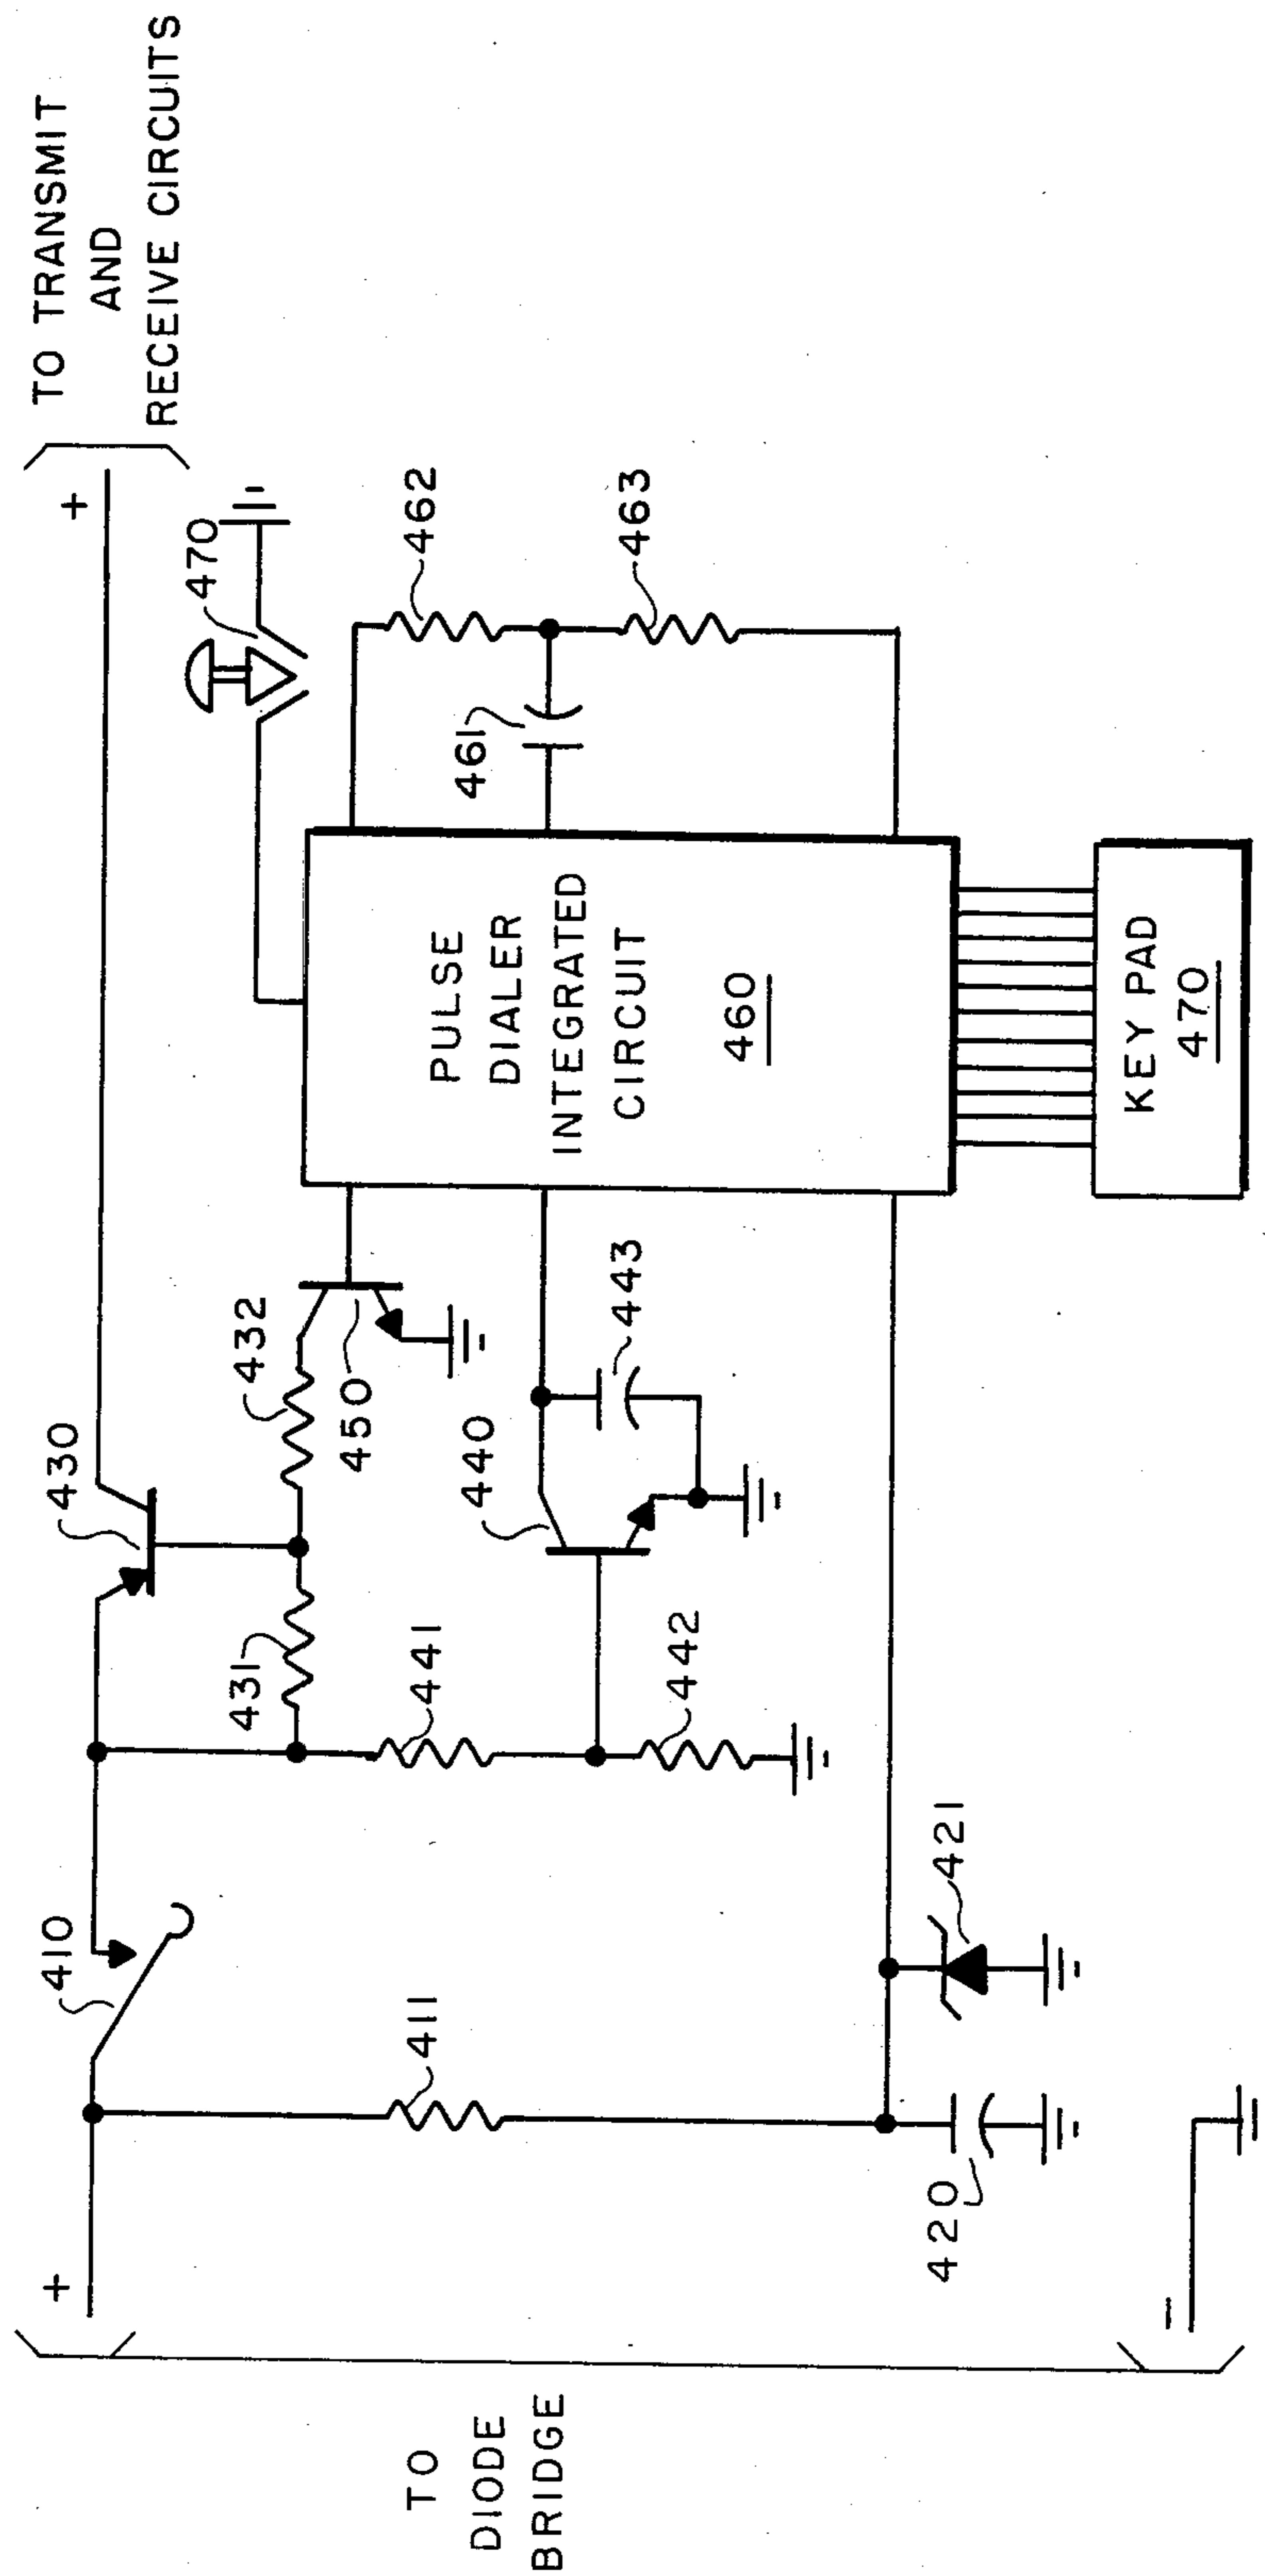 TO TRANSMIT
AND
RECEIVE CIRCUITS
+
470
410
430
431
432
450
462
461
463
PULSE
DIALER
INTEGRATED
CIRCUIT
460
441
440
442
443
411
421
420
KEY PAD
470
+
−
TO
DIODE
BRIDGE